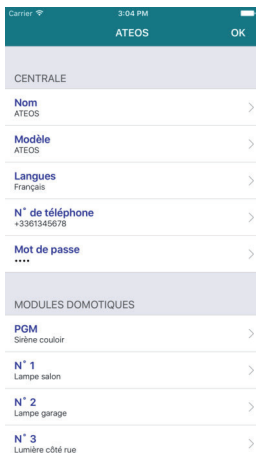 Carrier 3:04 PM
ATEOS OK
CENTRALE
Nom
ATEOS
Modèle
ATEOS
Langues
Français
N° de téléphone
+3361345678
Mot de passe
••••
MODULES DOMOTIQUES
PGM
Sirène couloir
N° 1
Lampe salon
N° 2
Lampe garage
N° 3
Lumière côté rue